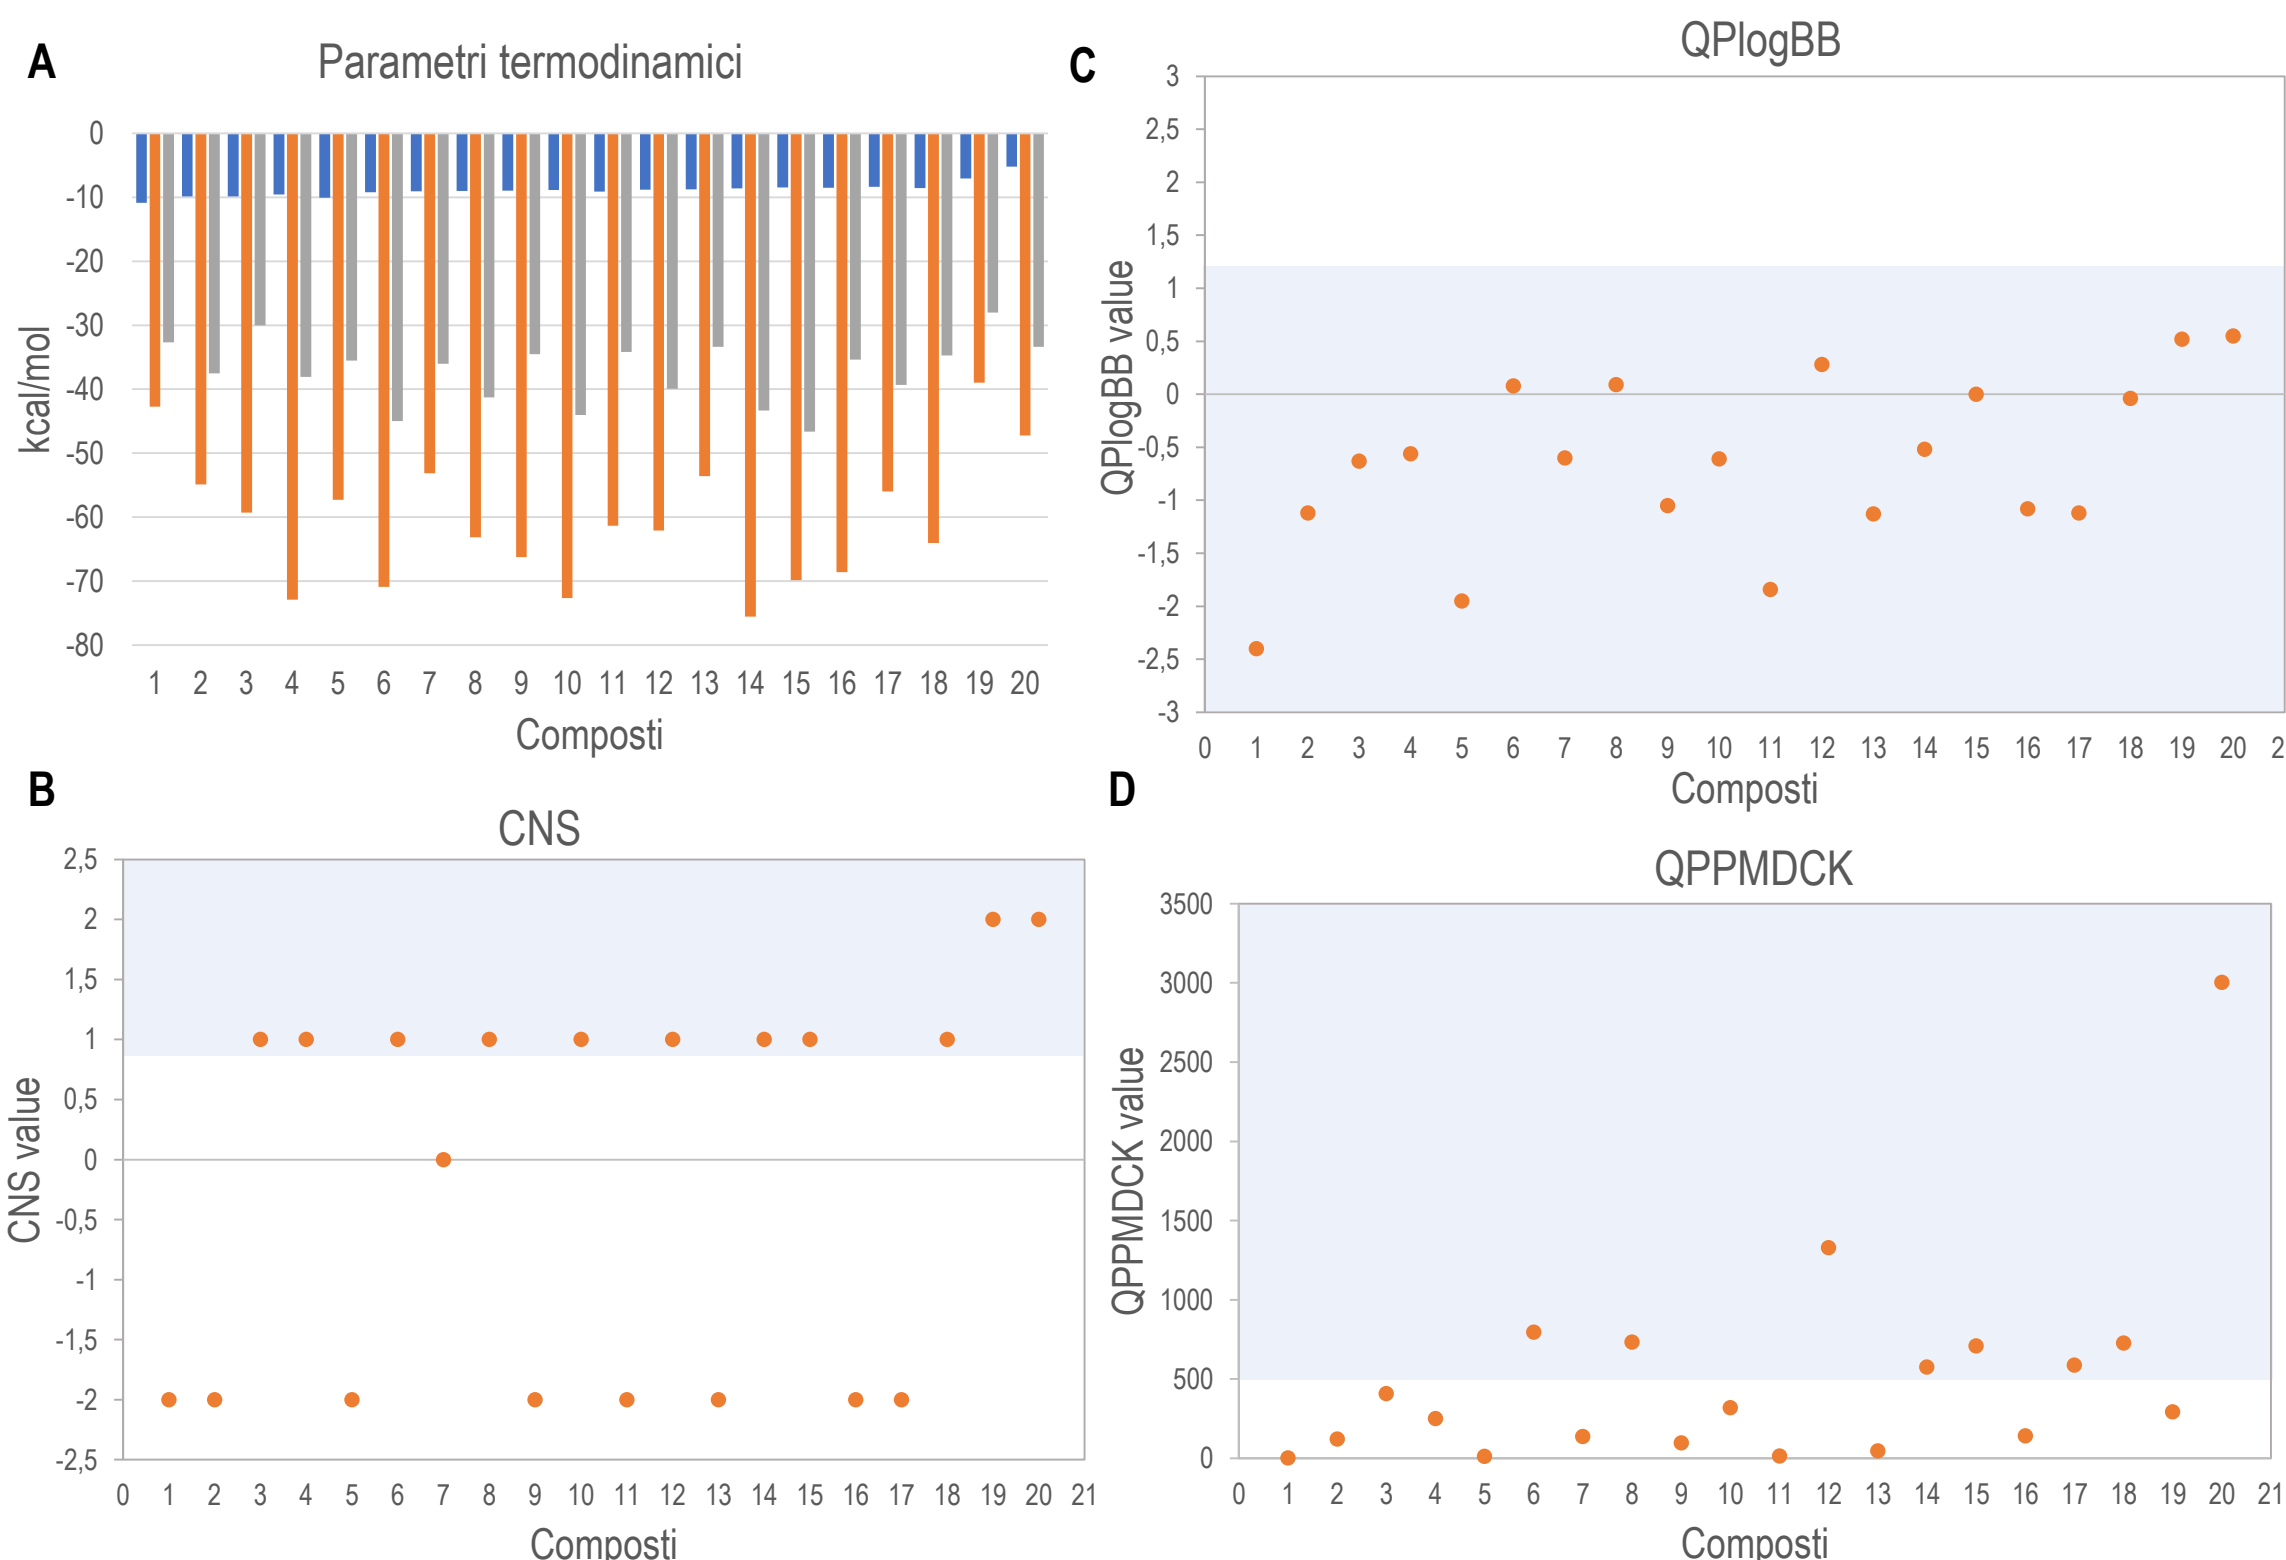 A
Parametri termodinamici
0
-10
-20
-30
-40
-50
-60
-70
-80
kcal/mol
1 2 3 4 5 6 7 8 9 10 11 12 13 14 15 16 17 18 19 20
Composti
B
CNS
2,5
2
1,5
1
0,5
0
-0,5
-1
-1,5
-2
-2,5
CNS value
0 1 2 3 4 5 6 7 8 9 10 11 12 13 14 15 16 17 18 19 20 21
Composti
C
QPlogBB
3
2,5
2
1,5
1
0,5
0
-0,5
-1
-1,5
-2
-2,5
-3
QPlogBB value
0 1 2 3 4 5 6 7 8 9 10 11 12 13 14 15 16 17 18 19 20 2
Composti
D
QPPMDCK
3500
3000
2500
2000
1500
1000
500
0
QPPMDCK value
0 1 2 3 4 5 6 7 8 9 10 11 12 13 14 15 16 17 18 19 20 21
Composti